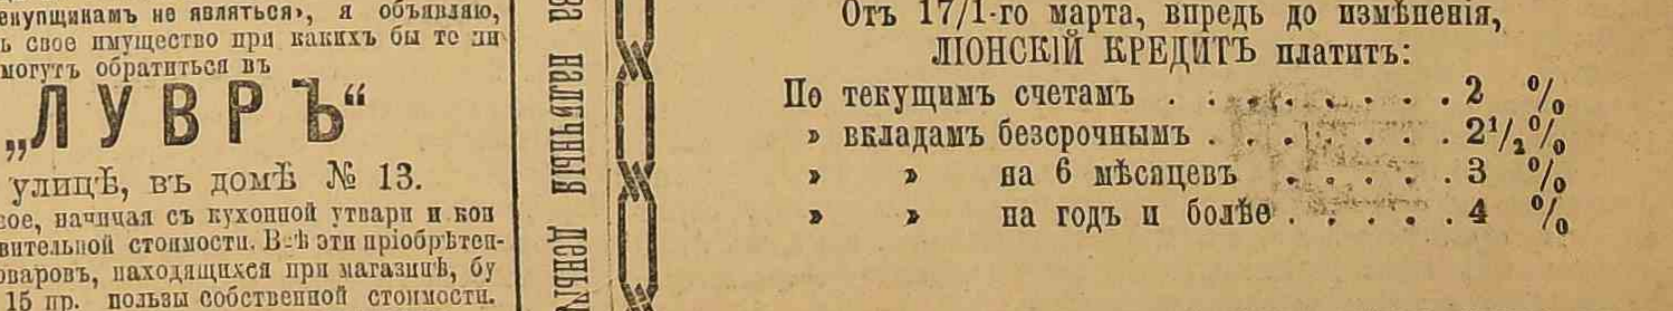 екупщикамъ не являться», я объявляю,
ь свое имущество при какихъ бы то ни
могутъ обратиться въ
„ЛУВРЪ“
улицѣ, въ домѣ № 13.
ое, начиная съ кухонной утвари и кон
вительной стоимости. Всѣ эти пріобрѣтен-
оваровъ, находящихся при магазинѣ, бу
15 пр. пользы собственной стоимости.
за наличныя деньги
Отъ 17/1-го марта, впредь до измѣненія,
ЛІОНСКІЙ КРЕДИТЪ платитъ:
По текущимъ счетамъ . . . . . . . . . 2 %
» вкладамъ безсрочнымъ . . . . . . . 2¹/₂%
» » на 6 мѣсяцевъ . . . . . . 3 %
» » на годъ и болѣе . . . . . . 4 %